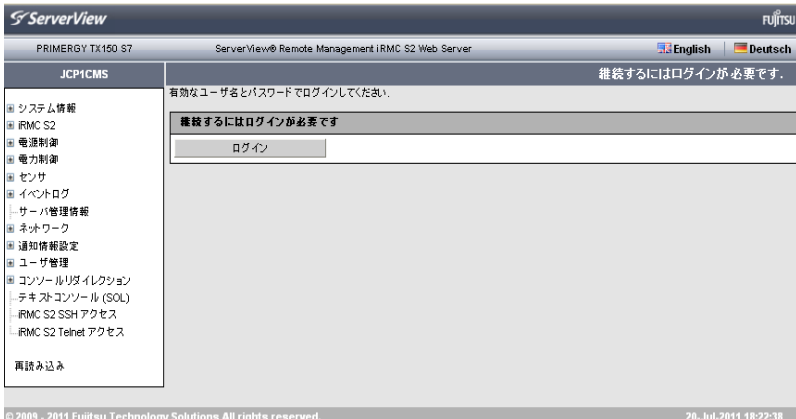 ServerView
FUJITSU
PRIMERGY TX150 S7
ServerView® Remote Management iRMC S2 Web Server
English
Deutsch
JCP1CMS
継続するにはログインが必要です.
有効なユーザ名とパスワードでログインしてください.
システム情報
iRMC S2
電源制御
電力制御
センサ
イベントログ
サーバ管理情報
ネットワーク
通知情報設定
ユーザ管理
コンソールリダイレクション
テキストコンソール (SOL)
iRMC S2 SSH アクセス
iRMC S2 Telnet アクセス
再読み込み
継続するにはログインが必要です
ログイン
© 2009 - 2011 Fujitsu Technology Solutions All rights reserved.
20-Jul-2011 18:22:38